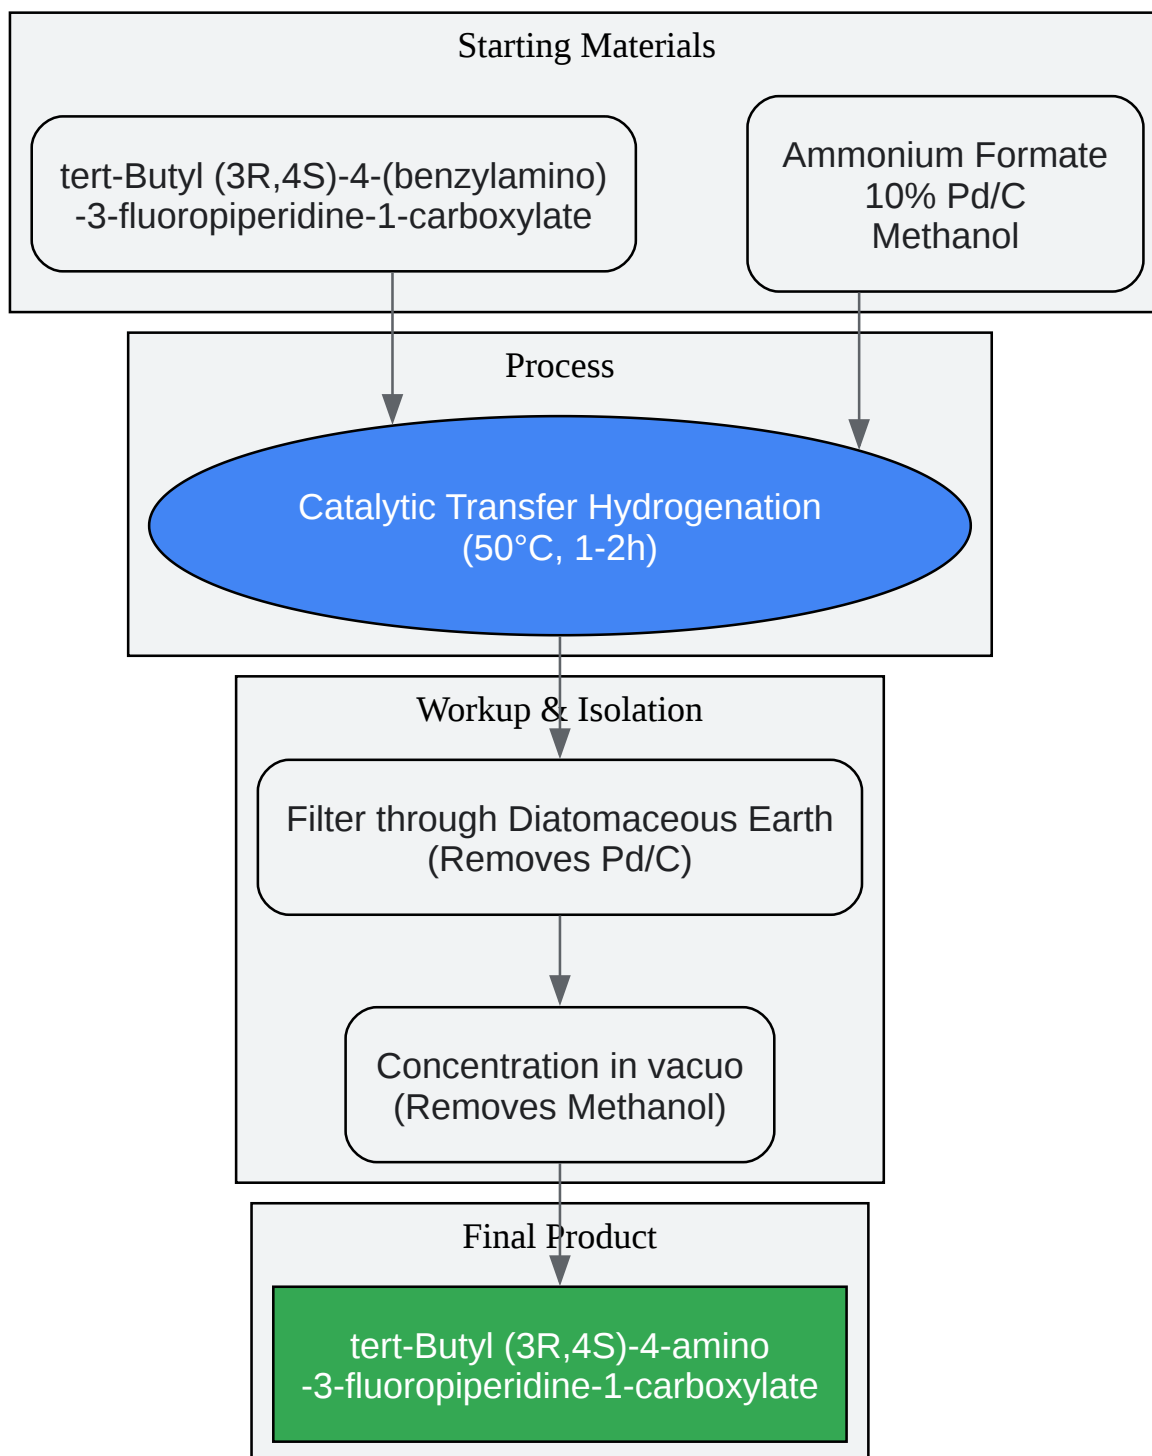 Starting Materials
tert-Butyl (3R,4S)-4-(benzylamino)
-3-fluoropiperidine-1-carboxylate
Ammonium Formate
10% Pd/C
Methanol
Process
Catalytic Transfer Hydrogenation
(50°C, 1-2h)
Workup & Isolation
Filter through Diatomaceous Earth
(Removes Pd/C)
Concentration in vacuo
(Removes Methanol)
Final Product
tert-Butyl (3R,4S)-4-amino
-3-fluoropiperidine-1-carboxylate